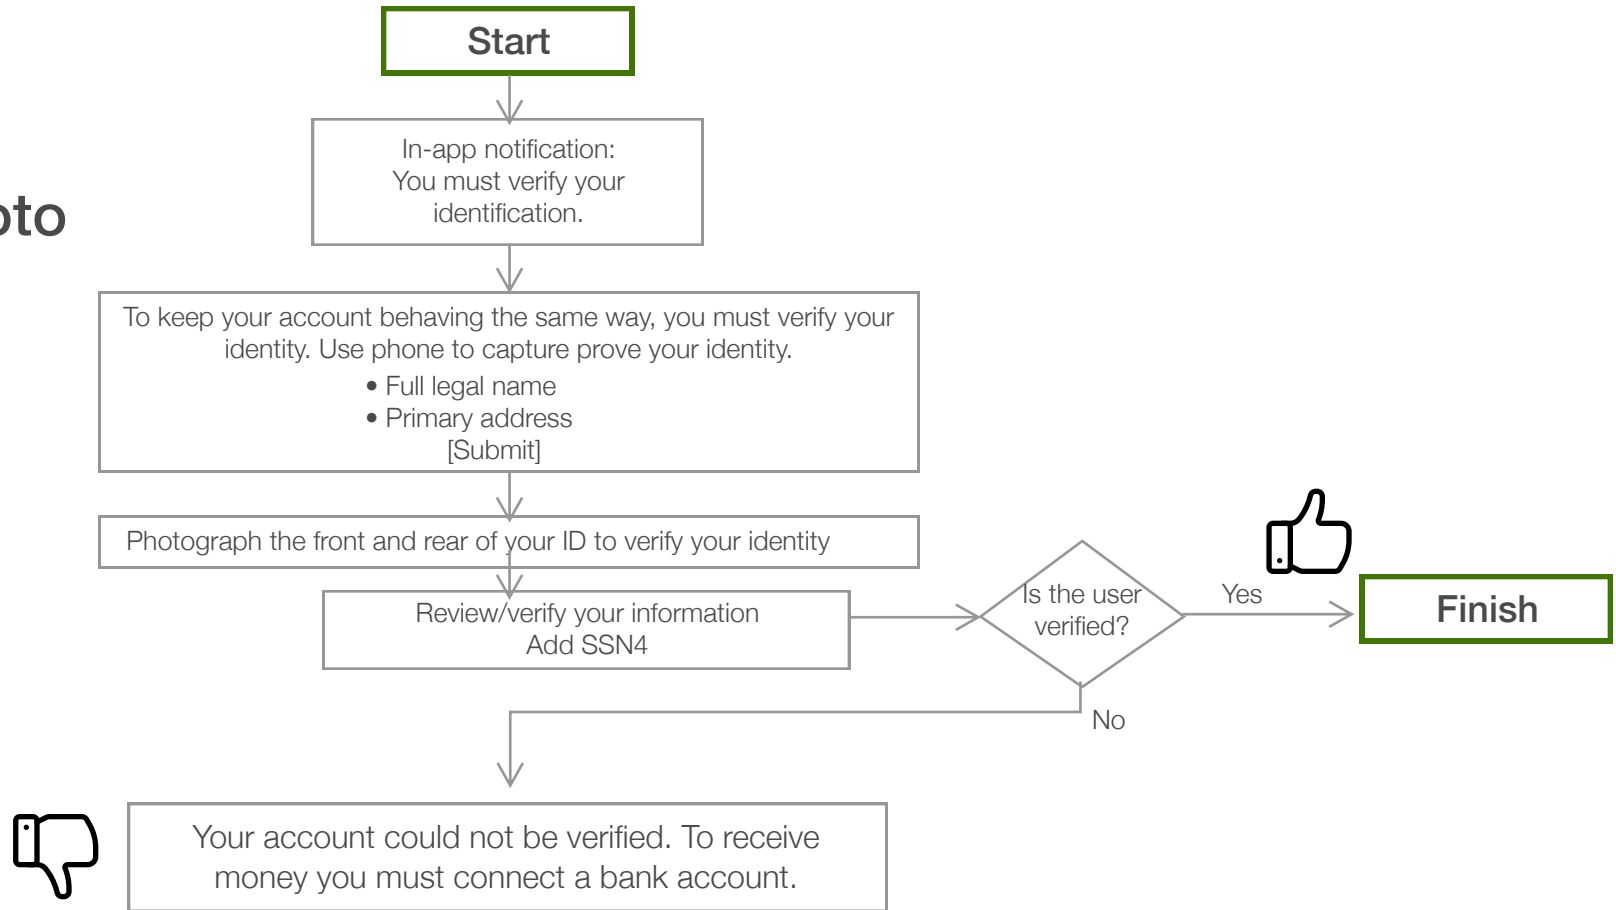 Start
In-app notification:
You must verify your
identification.
To keep your account behaving the same way, you must verify your
identity. Use phone to capture prove your identity.
• Full legal name
• Primary address
[Submit]
Photograph the front and rear of your ID to verify your identity
Review/verify your information
Add SSN4
Is the user
verified?
Yes
Finish
No
Your account could not be verified. To receive
money you must connect a bank account.